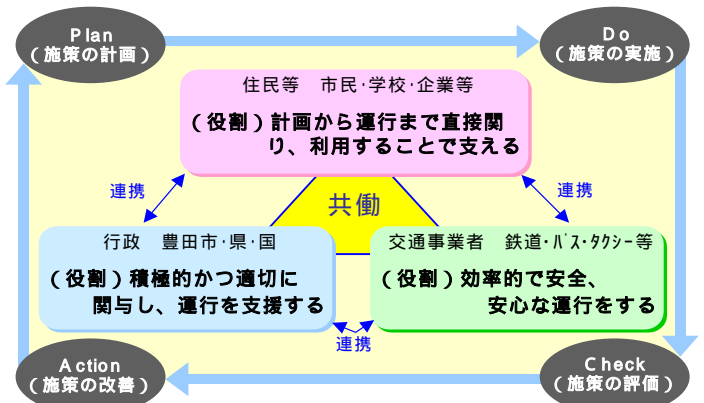 Plan
（施策の計画）
Do
（施策の実施）
住民等　市民･学校･企業等
（役割）計画から運行まで直接関
り、利用することで支える
連携
連携
共働
行政　豊田市･県･国
（役割）積極的かつ適切に
関与し、運行を支援する
交通事業者　鉄道･ﾊﾞｽ･ﾀｸｼｰ等
（役割）効率的で安全、
安心な運行をする
連携
Action
（施策の改善）
Check
（施策の評価）